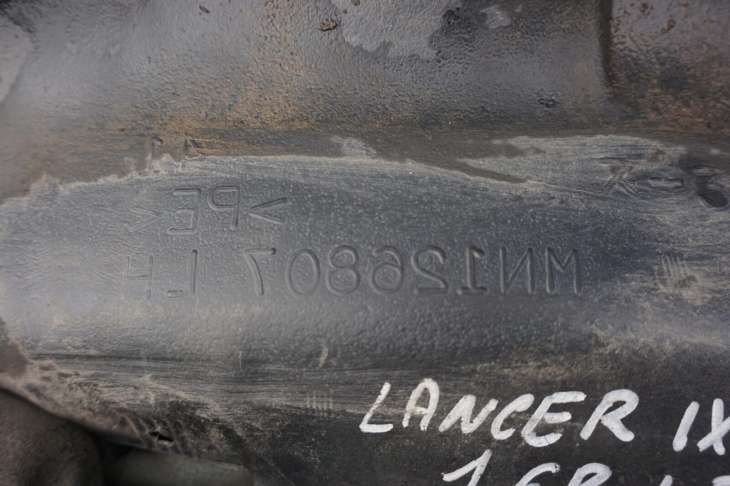 >PE<
MN126807 LH
LANCER IX